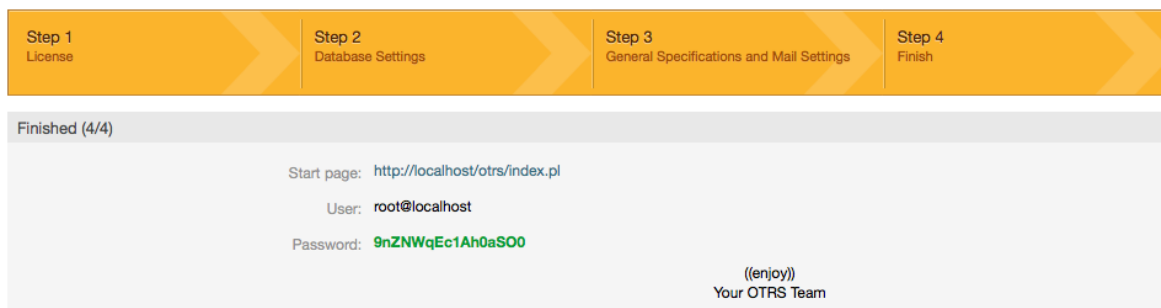 Step 1
License
Step 2
Database Settings
Step 3
General Specifications and Mail Settings
Step 4
Finish
Finished (4/4)
Start page: http://localhost/otrs/index.pl
User: root@localhost
Password: 9nZNWqEc1Ah0aSO0
((enjoy))
Your OTRS Team